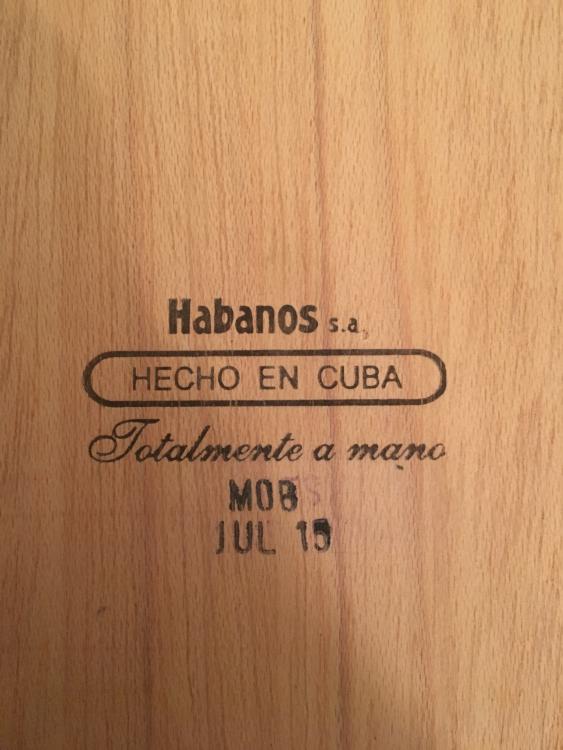 Habanos s.a.
HECHO EN CUBA
Totalmente a mano
MOB
JUL 15